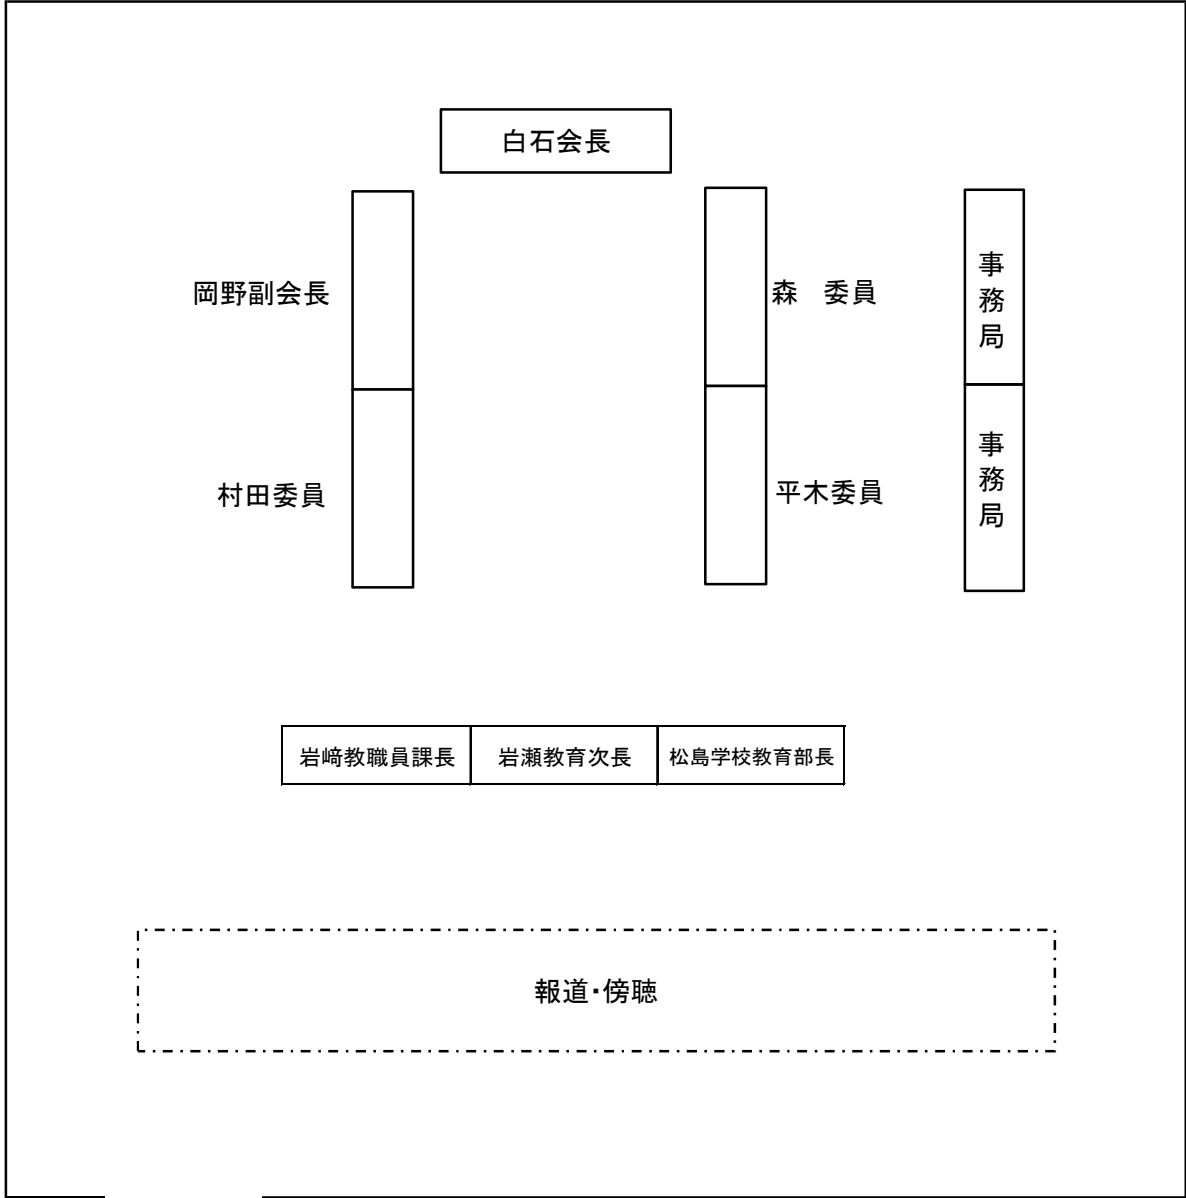 白石会長
岡野副会長
森　委員
事務局
村田委員
平木委員
事務局
岩﨑教職員課長
岩瀬教育次長
松島学校教育部長
報道・傍聴